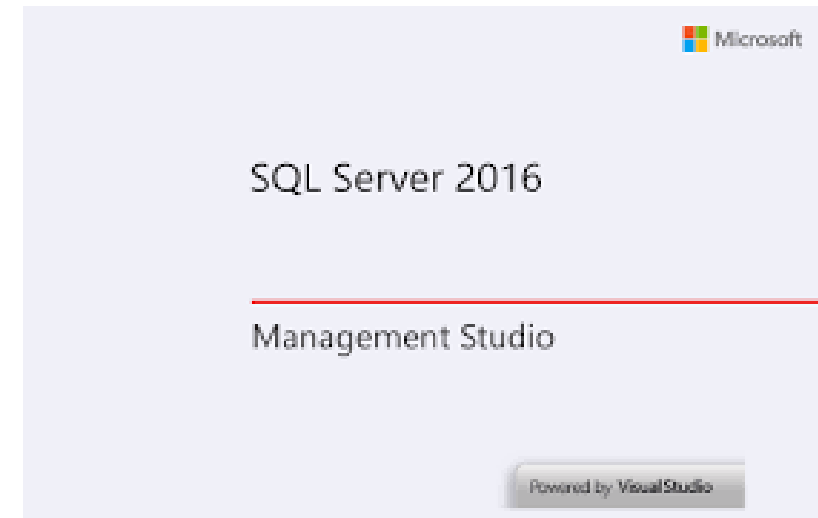 Microsoft
SQL Server 2016
Management Studio
Powered by VisualStudio